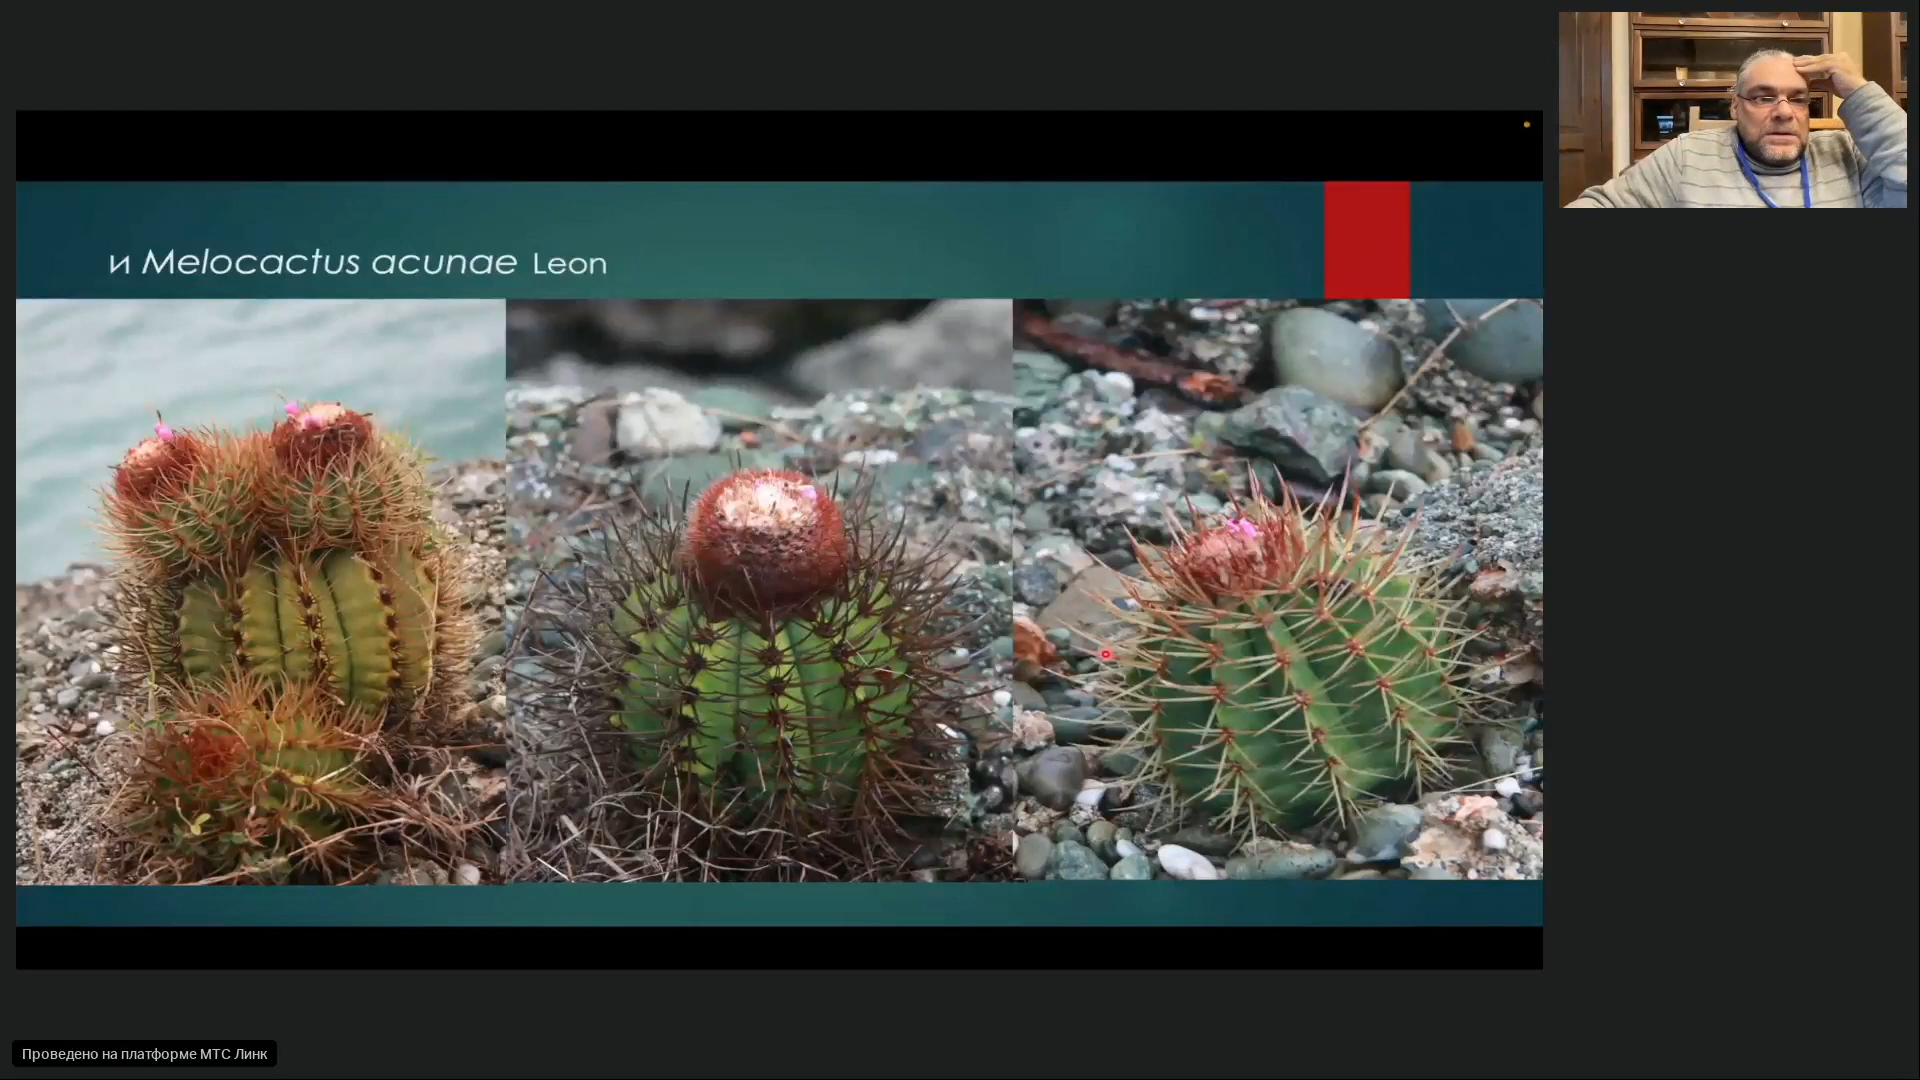 и Melocactus acunae Leon
Проведено на платформе МТС Линк